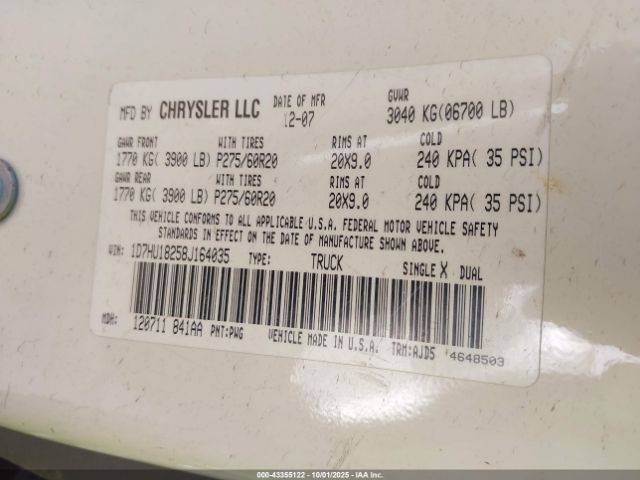 MFD BY CHRYSLER LLC DATE OF MFR 12-07 GVWR 3040 KG(06700 LB)
GAWR FRONT WITH TIRES RIMS AT COLD
1770 KG( 3900 LB) P275/60R20 20X9.0 240 KPA( 35 PSI)
GAWR REAR WITH TIRES RIMS AT COLD
1770 KG( 3900 LB) P275/60R20 20X9.0 240 KPA( 35 PSI)
THIS VEHICLE CONFORMS TO ALL APPLICABLE U.S.A. FEDERAL MOTOR VEHICLE SAFETY
STANDARDS IN EFFECT ON THE DATE OF MANUFACTURE SHOWN ABOVE.
VIN: 1D7HU18258J164035 TYPE: TRUCK SINGLE X DUAL
MDH: 120711 841AA PNT:PWG VEHICLE MADE IN U.S.A. TRM:AJD5 4648503
000-43355122 - 10/01/2025 - IAAI.com Copyright IAA, Inc.